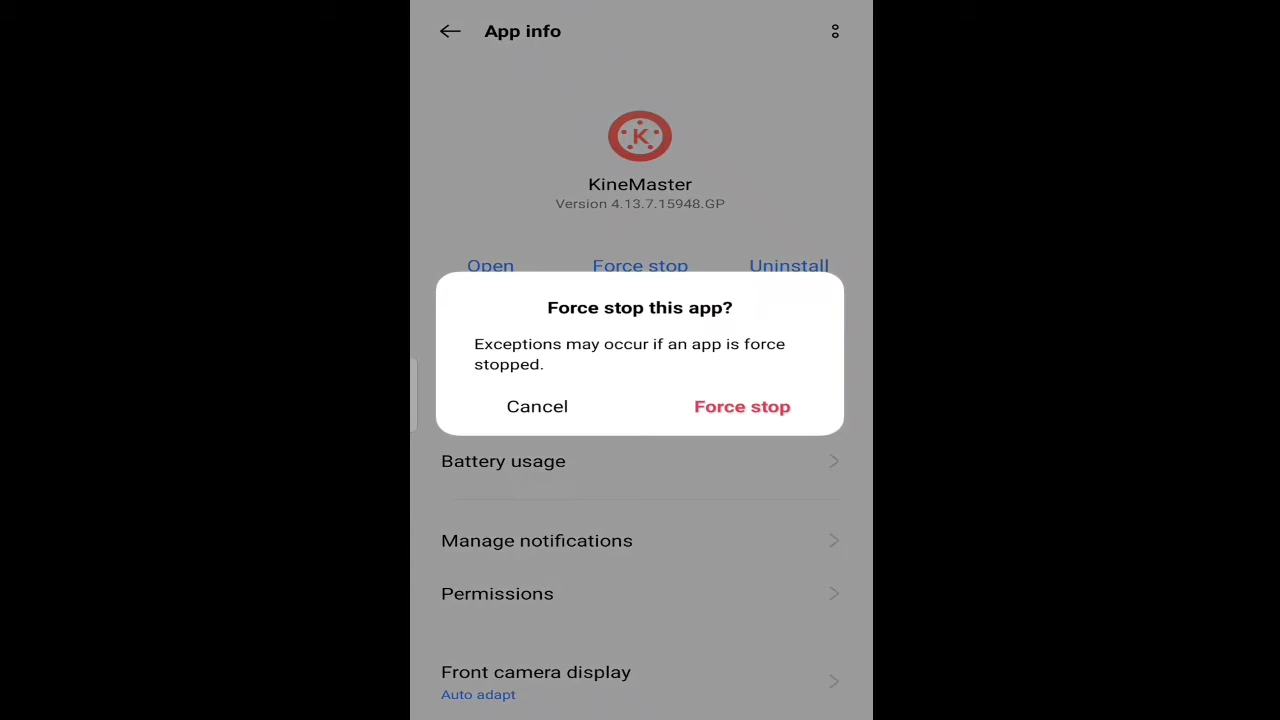 App info
K
KineMaster
Version 4.13.7.15948.GP
Open Force stop Uninstall
Force stop this app?
Exceptions may occur if an app is force
stopped.
Cancel Force stop
Battery usage
Manage notifications
Permissions
Front camera display
Auto adapt